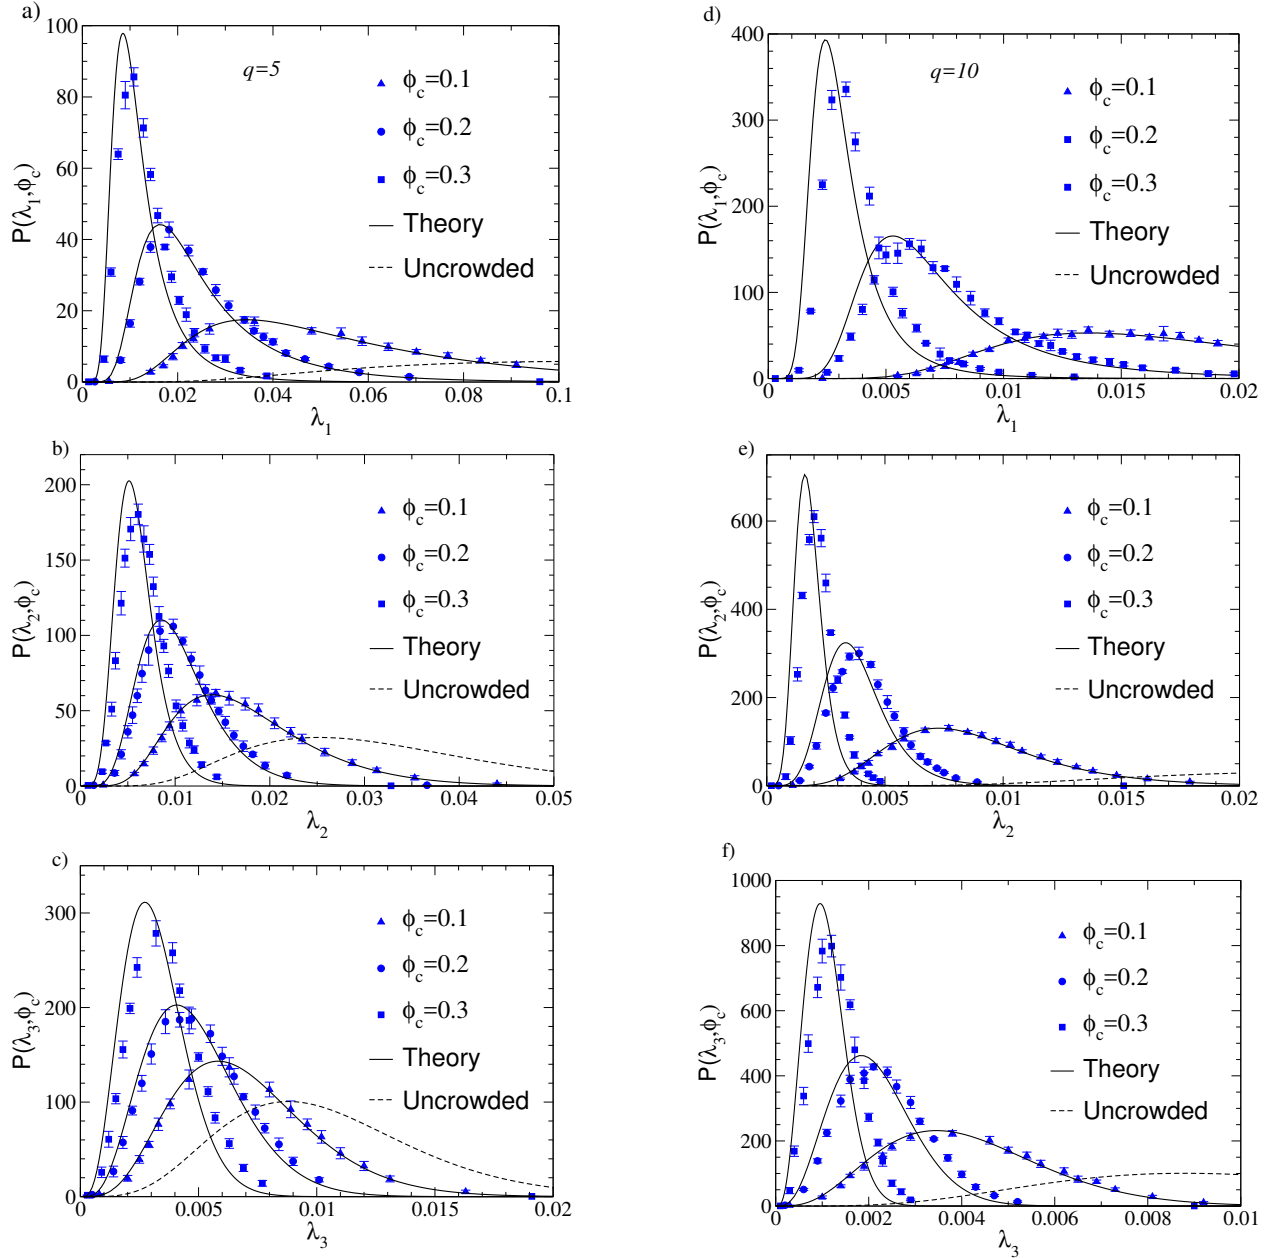 a)
100
80
60
40
20
0
P(λ1,ϕc)
q=5
ϕc=0.1
ϕc=0.2
ϕc=0.3
Theory
Uncrowded
0 0.02 0.04 0.06 0.08 0.1
λ1
b)
200
150
100
50
0
P(λ2,ϕc)
ϕc=0.1
ϕc=0.2
ϕc=0.3
Theory
Uncrowded
0 0.01 0.02 0.03 0.04 0.05
λ2
c)
300
200
100
0
P(λ3,ϕc)
ϕc=0.1
ϕc=0.2
ϕc=0.3
Theory
Uncrowded
0 0.005 0.01 0.015 0.02
λ3
d)
400
300
200
100
0
P(λ1,ϕc)
q=10
ϕc=0.1
ϕc=0.2
ϕc=0.3
Theory
Uncrowded
0 0.005 0.01 0.015 0.02
λ1
e)
600
400
200
0
P(λ2,ϕc)
ϕc=0.1
ϕc=0.2
ϕc=0.3
Theory
Uncrowded
0 0.005 0.01 0.015 0.02
λ2
f)
1000
800
600
400
200
0
P(λ3,ϕc)
ϕc=0.1
ϕc=0.2
ϕc=0.3
Theory
Uncrowded
0 0.002 0.004 0.006 0.008 0.01
λ3